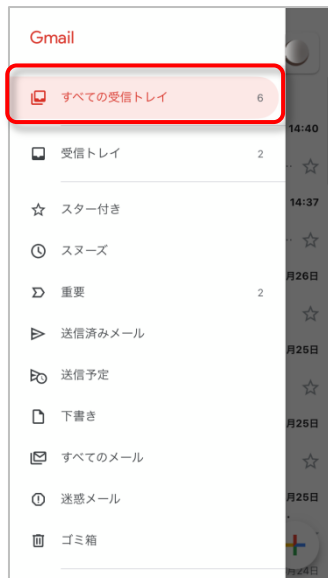 Gmail
すべての受信トレイ 6
14:40
受信トレイ 2
14:37
スター付き
スヌーズ
月26日
重要 2
送信済みメール
月25日
送信予定
下書き
月25日
すべてのメール
迷惑メール
月25日
ゴミ箱
月24日